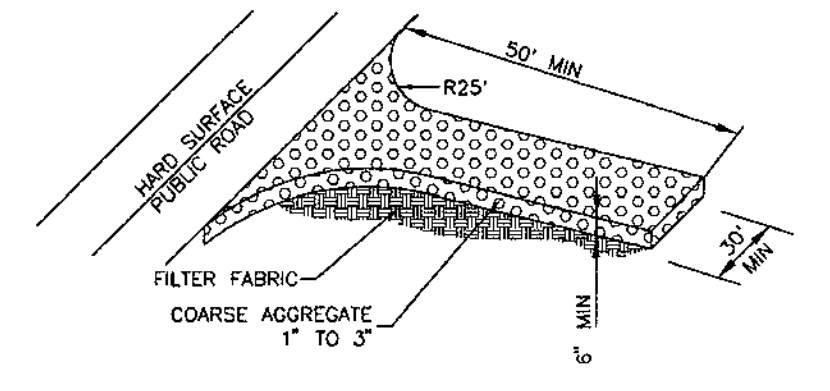 50' MIN
R25'
HARD SURFACE
PUBLIC ROAD
30'
MIN
FILTER FABRIC
COARSE AGGREGATE
1" TO 3"
6" MIN